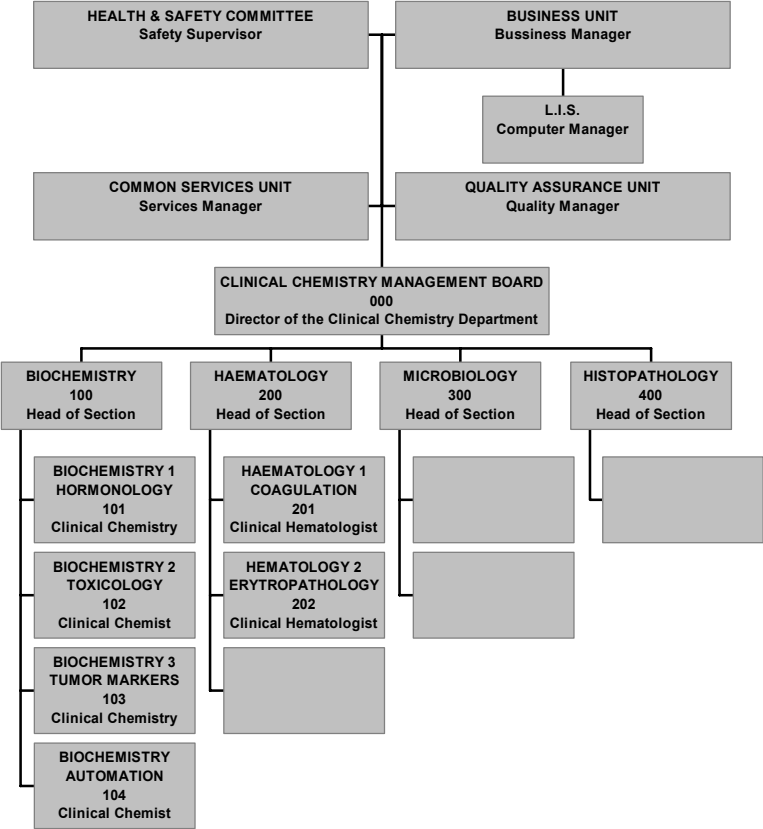 HEALTH & SAFETY COMMITTEE
Safety Supervisor
BUSINESS UNIT
Bussiness Manager
L.I.S.
Computer Manager
COMMON SERVICES UNIT
Services Manager
QUALITY ASSURANCE UNIT
Quality Manager
CLINICAL CHEMISTRY MANAGEMENT BOARD
000
Director of the Clinical Chemistry Department
BIOCHEMISTRY
100
Head of Section
HAEMATOLOGY
200
Head of Section
MICROBIOLOGY
300
Head of Section
HISTOPATHOLOGY
400
Head of Section
BIOCHEMISTRY 1
HORMONOLOGY
101
Clinical Chemistry
BIOCHEMISTRY 2
TOXICOLOGY
102
Clinical Chemist
BIOCHEMISTRY 3
TUMOR MARKERS
103
Clinical Chemistry
BIOCHEMISTRY
AUTOMATION
104
Clinical Chemist
HAEMATOLOGY 1
COAGULATION
201
Clinical Hematologist
HEMATOLOGY 2
ERYTROPATHOLOGY
202
Clinical Hematologist